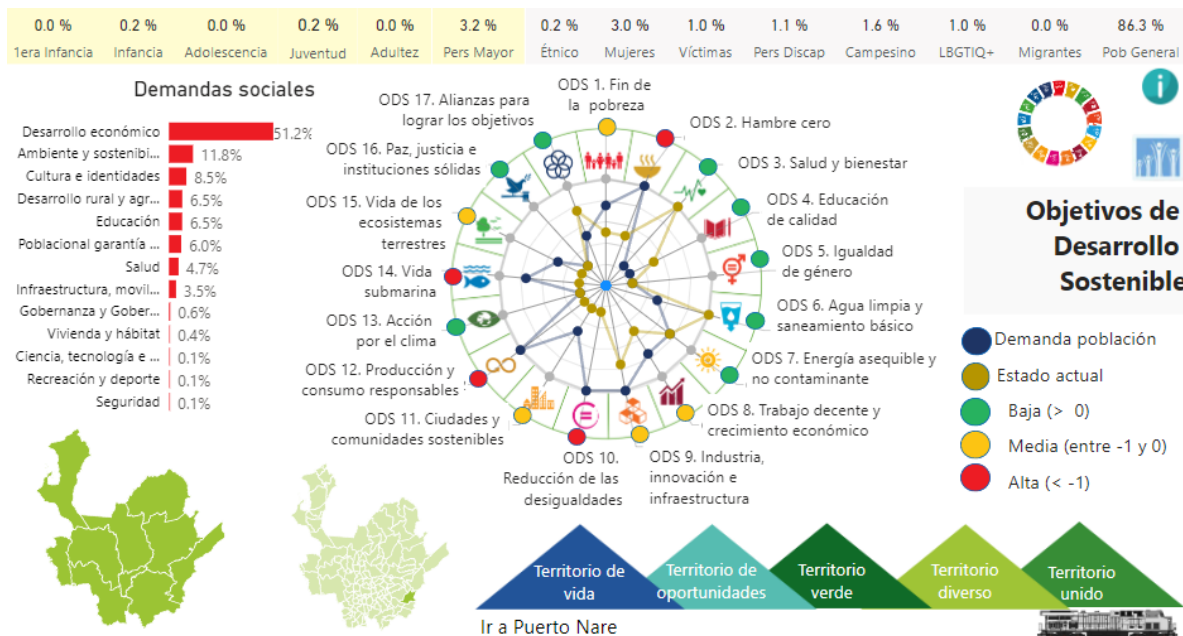 0.0 % 0.2 % 0.0 % 0.2 % 0.0 % 3.2 % 0.2 % 3.0 % 1.0 % 1.1 % 1.6 % 1.0 % 0.0 % 86.3 %
1era Infancia Infancia Adolescencia Juventud Adultez Pers Mayor Étnico Mujeres Víctimas Pers Discap Campesino LBGTIQ+ Migrantes Pob General
Demandas sociales
Desarrollo económico 51.2%
Ambiente y sostenibi... 11.8%
Cultura e identidades 8.5%
Desarrollo rural y agr... 6.5%
Educación 6.5%
Poblacional garantía ... 6.0%
Salud 4.7%
Infraestructura, movil... 3.5%
Gobernanza y Gober... 0.6%
Vivienda y hábitat 0.4%
Ciencia, tecnología e ... 0.1%
Recreación y deporte 0.1%
Seguridad 0.1%
ODS 1. Fin de
la pobreza
ODS 2. Hambre cero
ODS 3. Salud y bienestar
ODS 4. Educación
de calidad
ODS 5. Igualdad
de género
ODS 6. Agua limpia y
saneamiento básico
ODS 7. Energía asequible y
no contaminante
ODS 8. Trabajo decente y
crecimiento económico
ODS 9. Industria,
innovación e
infraestructura
ODS 10.
Reducción de las
desigualdades
ODS 11. Ciudades y
comunidades sostenibles
ODS 12. Producción y
consumo responsables
ODS 13. Acción
por el clima
ODS 14. Vida
submarina
ODS 15. Vida de los
ecosistemas
terrestres
ODS 16. Paz, justicia e
instituciones sólidas
ODS 17. Alianzas para
lograr los objetivos
i
Objetivos de
Desarrollo
Sostenible
Demanda población
Estado actual
Baja (> 0)
Media (entre -1 y 0)
Alta (< -1)
Territorio de
vida
Territorio de
oportunidades
Territorio
verde
Territorio
diverso
Territorio
unido
Ir a Puerto Nare